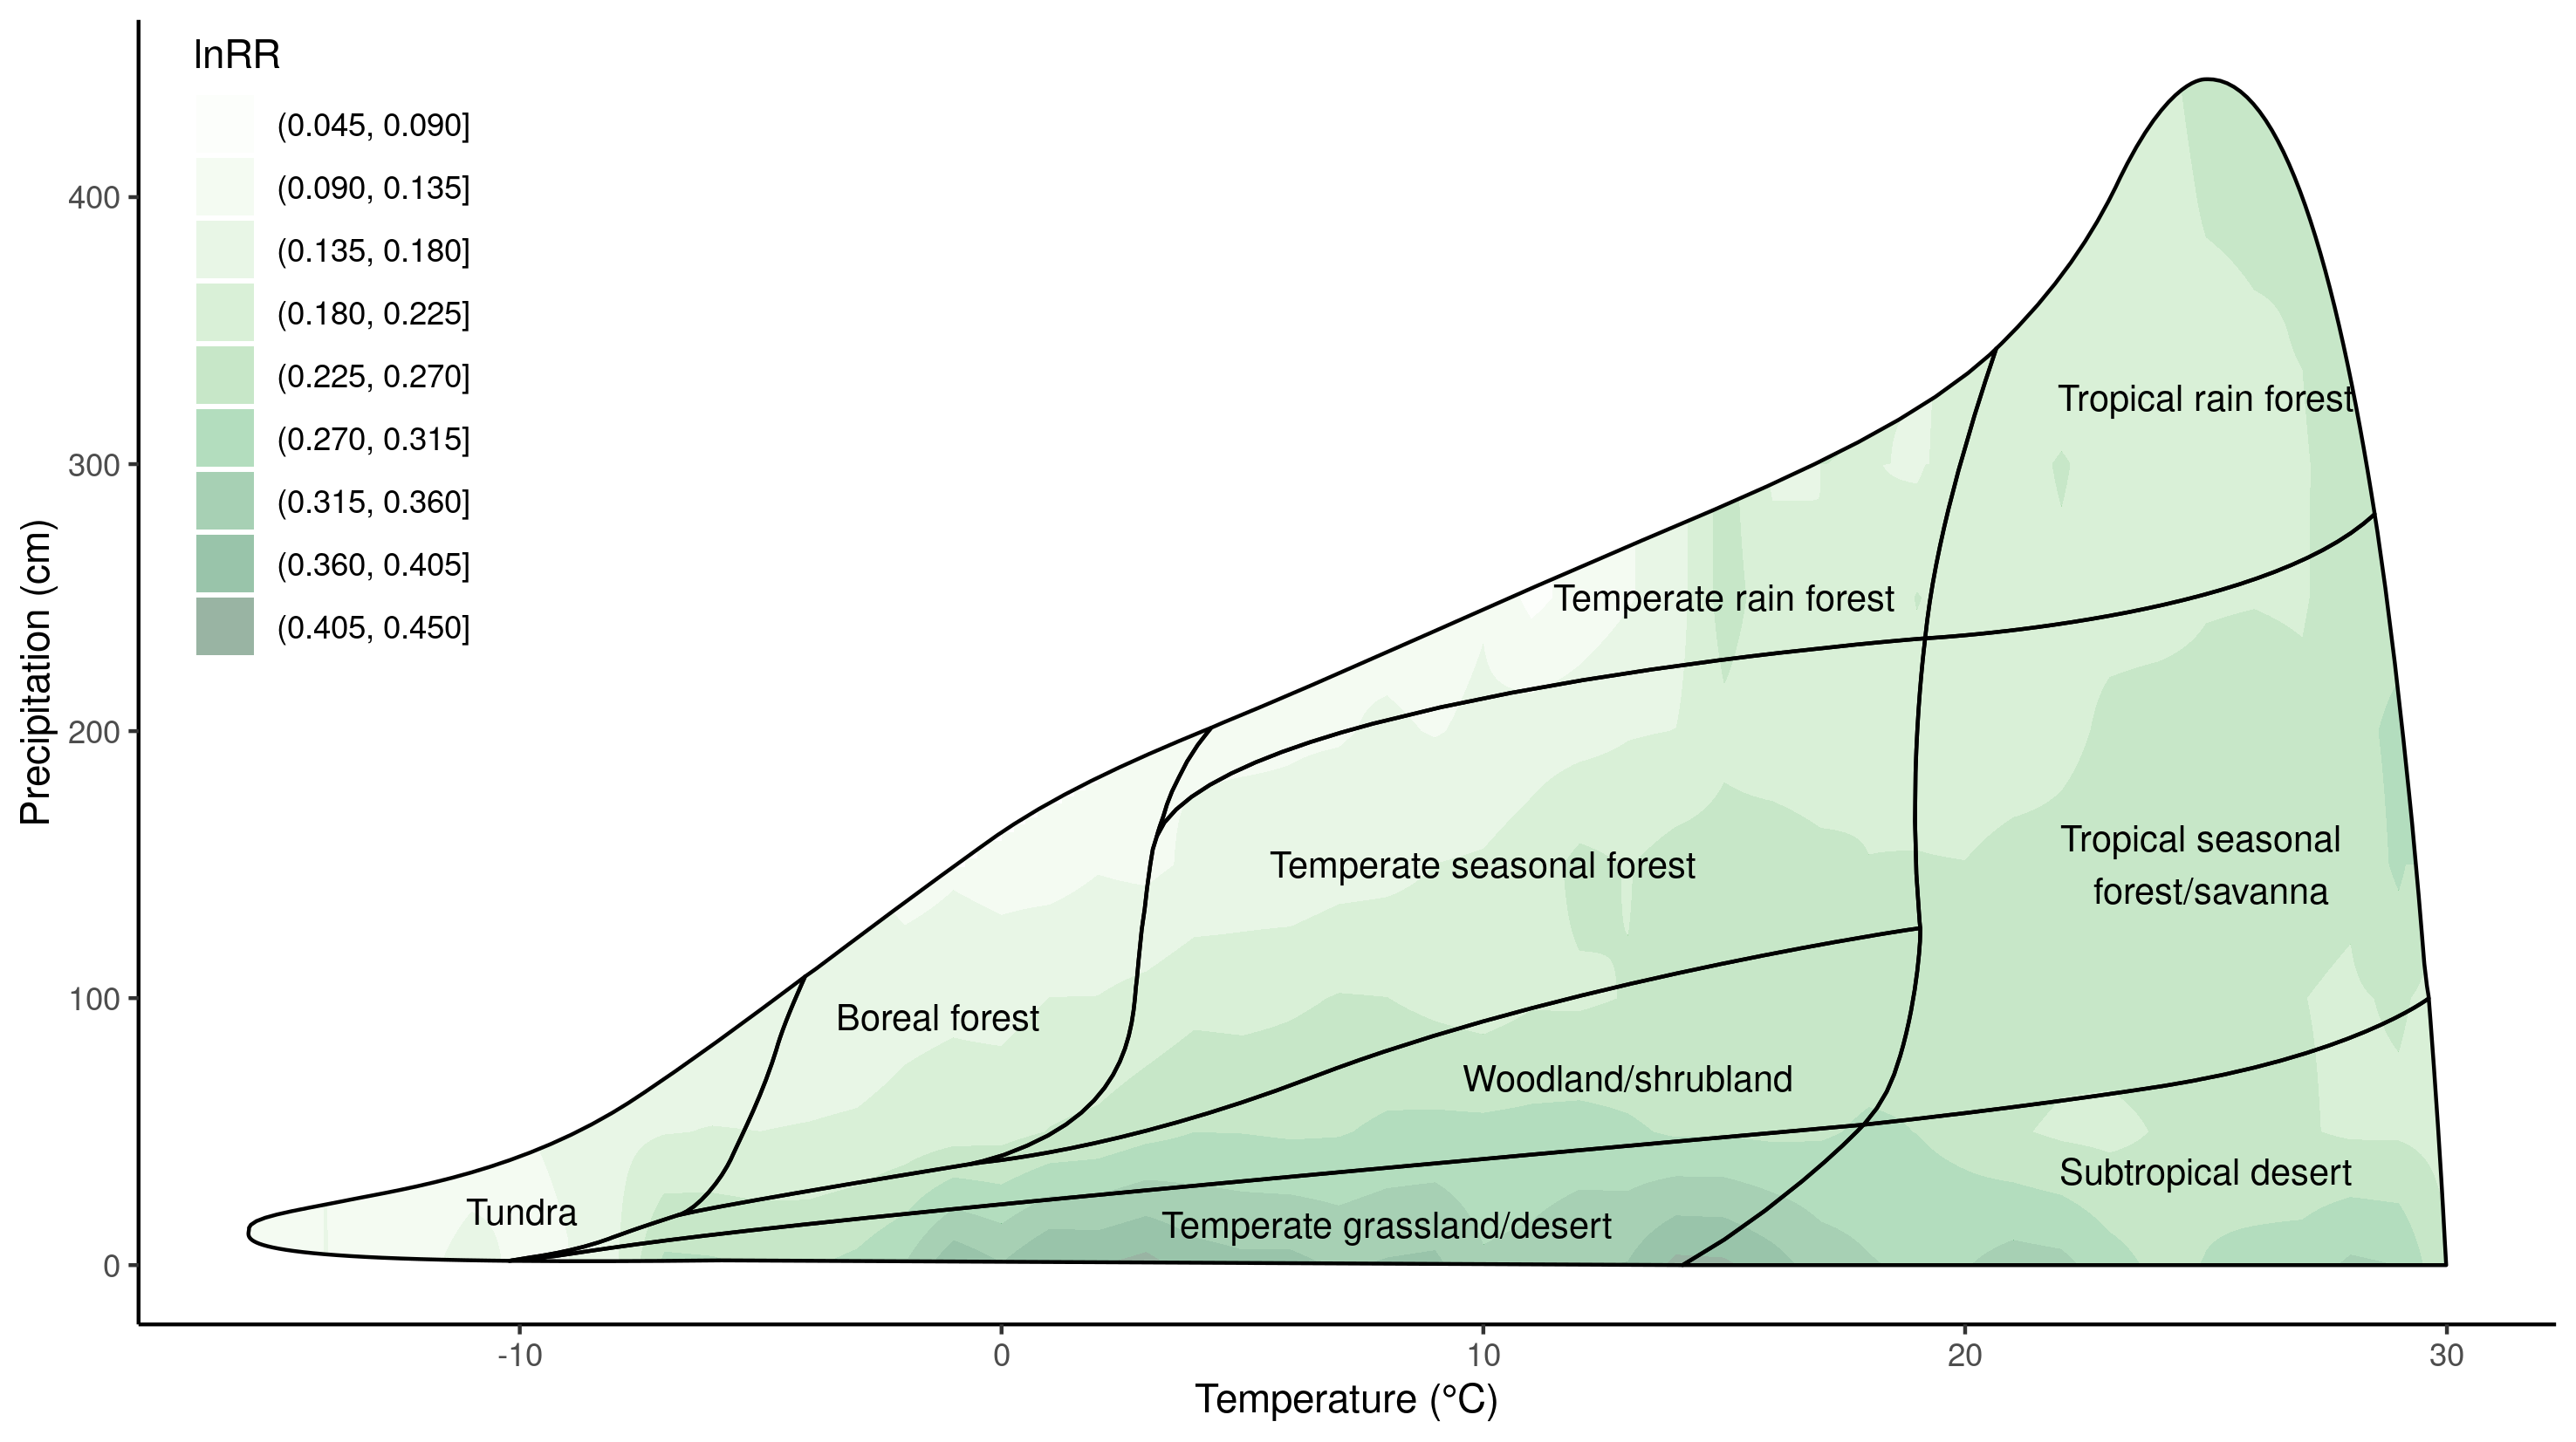 lnRR
(0.045, 0.090]
(0.090, 0.135]
(0.135, 0.180]
(0.180, 0.225]
(0.225, 0.270]
(0.270, 0.315]
(0.315, 0.360]
(0.360, 0.405]
(0.405, 0.450]
Precipitation (cm)
400
300
200
100
0
Tropical rain forest
Temperate rain forest
Temperate seasonal forest
Tropical seasonal
forest/savanna
Boreal forest
Woodland/shrubland
Tundra
Temperate grassland/desert
Subtropical desert
-10
0
10
20
30
Temperature (°C)